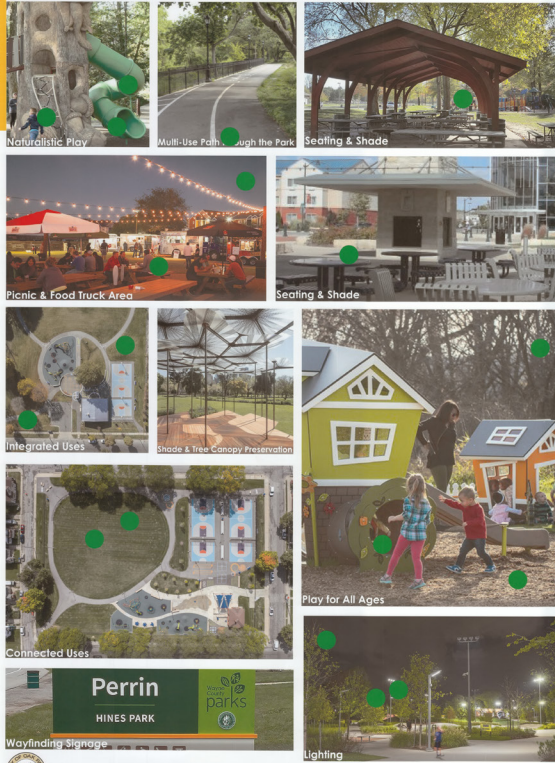 Naturalistic Play
Multi-Use Path Through the Park
Seating & Shade
Picnic & Food Truck Area
Seating & Shade
Integrated Uses
Shade & Tree Canopy Preservation
Play for All Ages
Connected Uses
Perrin
HINES PARK
Wayne County
parks
Wayfinding Signage
Lighting